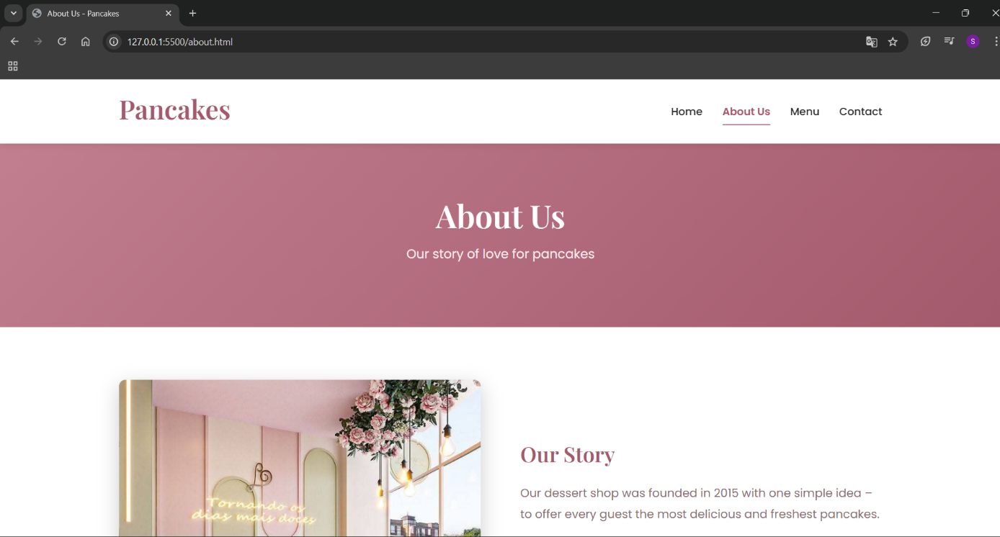 About Us - Pancakes
127.0.0.1:5500/about.html
S
Pancakes
Home About Us Menu Contact
About Us
Our story of love for pancakes
Tornando os
dias mais doces
Our Story
Our dessert shop was founded in 2015 with one simple idea –
to offer every guest the most delicious and freshest pancakes.